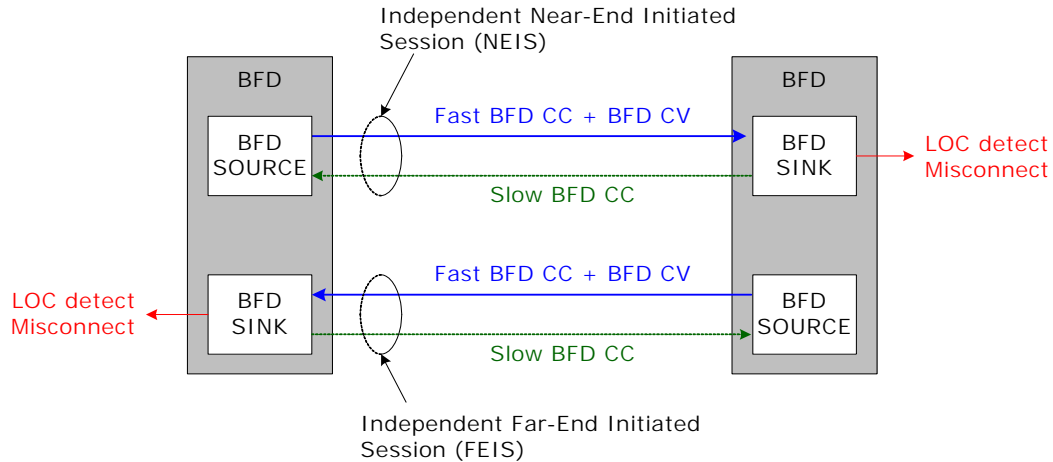 Independent Near-End Initiated
Session (NEIS)
BFD
BFD
Fast BFD CC + BFD CV
BFD
SOURCE
BFD
SINK
LOC detect
Misconnect
Slow BFD CC
Fast BFD CC + BFD CV
LOC detect
Misconnect
BFD
SINK
BFD
SOURCE
Slow BFD CC
Independent Far-End Initiated
Session (FEIS)